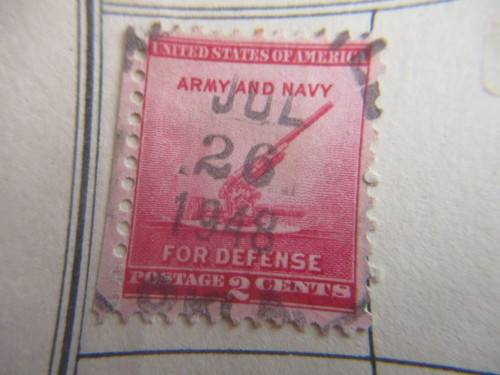 UNITED STATES OF AMERICA
ARMY AND NAVY
JUL
26
1948
FOR DEFENSE
POSTAGE 2 CENTS